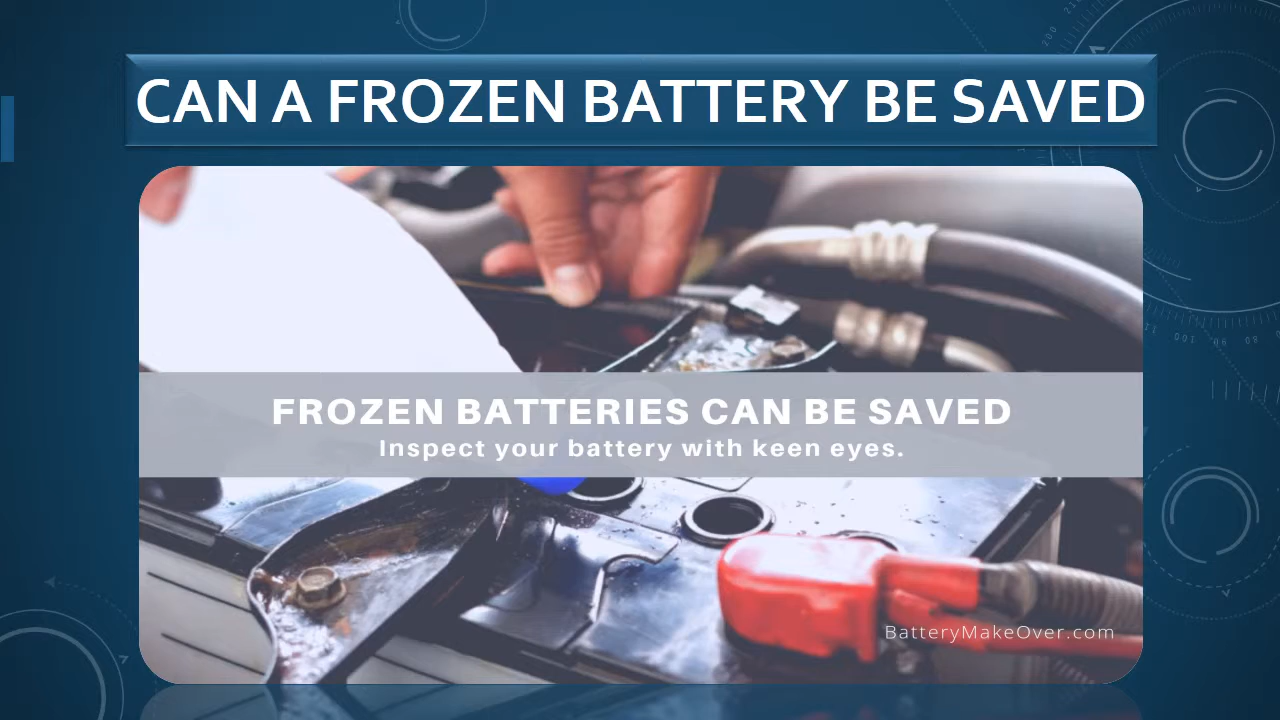 CAN A FROZEN BATTERY BE SAVED
FROZEN BATTERIES CAN BE SAVED
Inspect your battery with keen eyes.
BatteryMakeOver.com